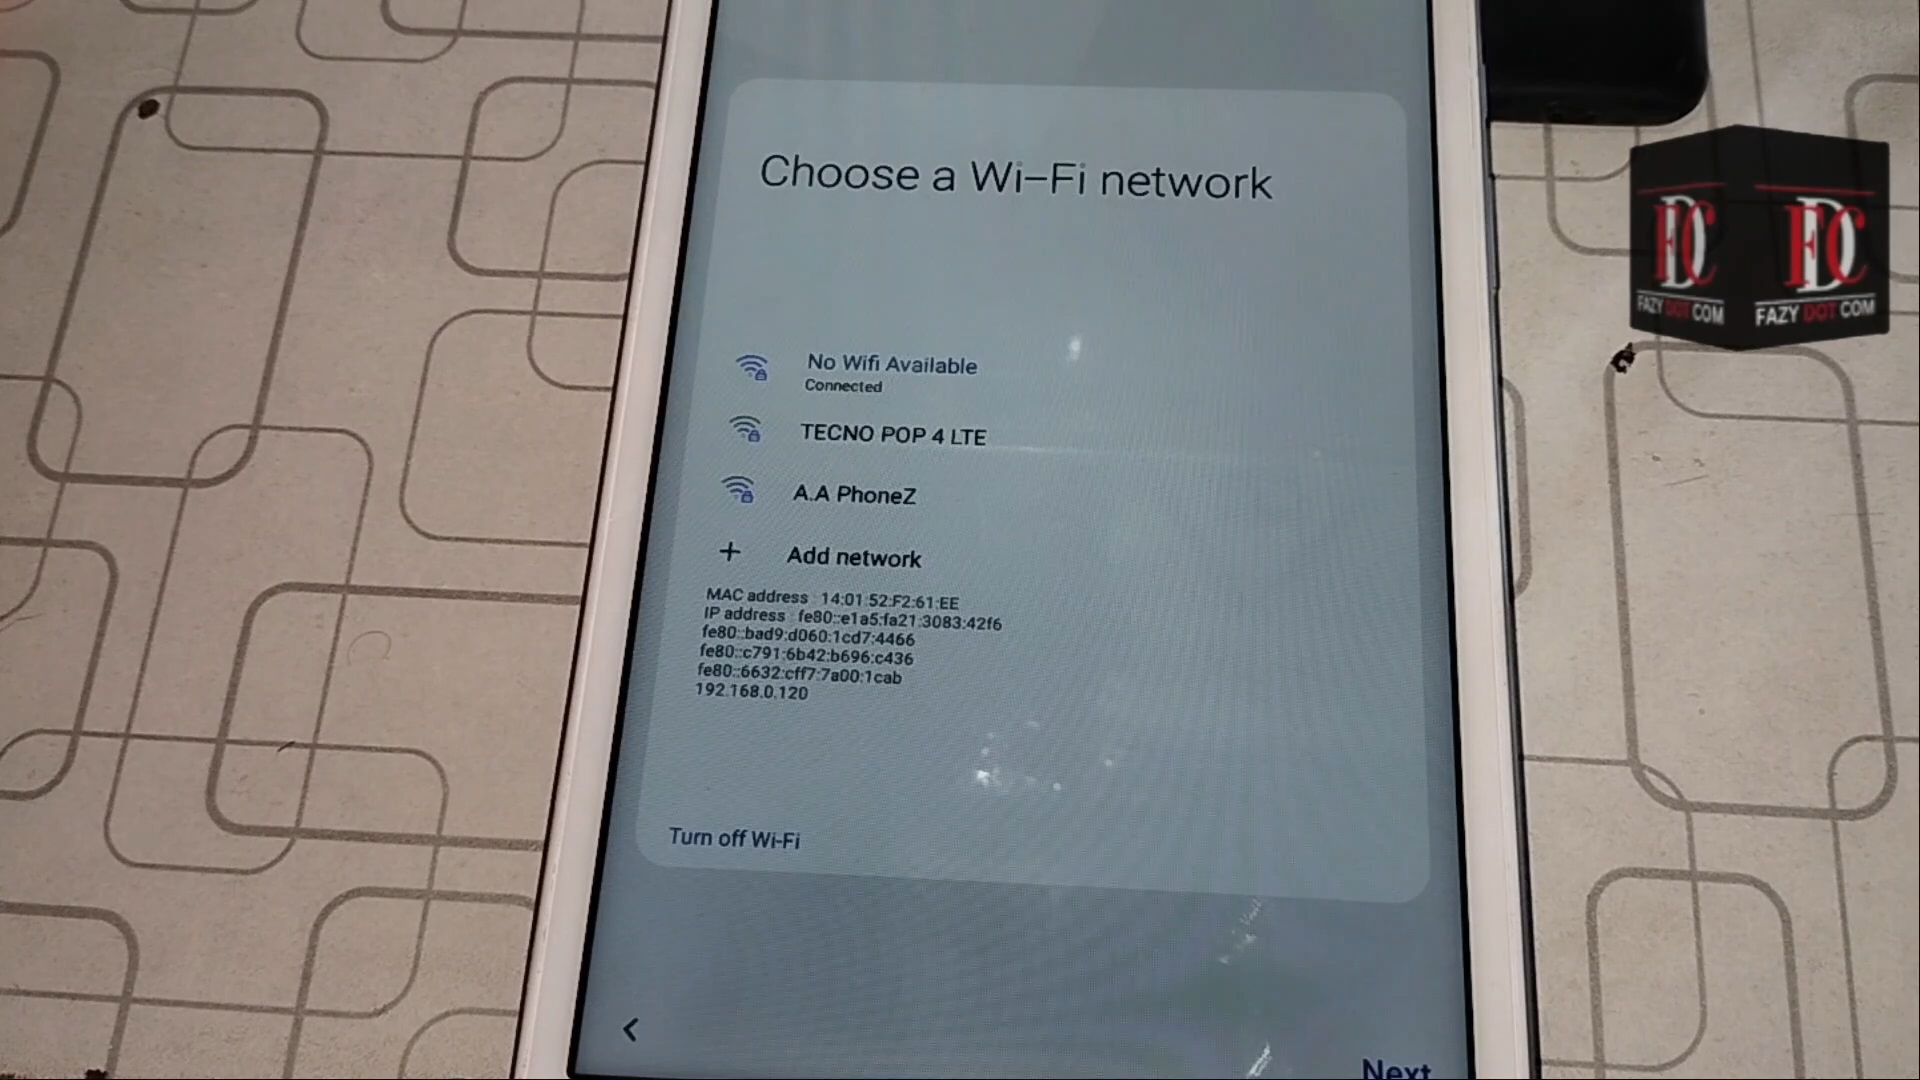 Choose a Wi-Fi network
No Wifi Available
Connected
TECNO POP 4 LTE
A.A PhoneZ
+ Add network
MAC address : 14:01:52:F2:61:EE
IP address : fe80::e1a5:fa21:3083:42f6
fe80::bad9:d060:1cd7:4466
fe80::c791:6b42:b696:c436
fe80::6632:cff7:7a00:1cab
192.168.0.120
Turn off Wi-Fi
<
Next
FDC
FAZY DOT COM
FDC
FAZY DOT COM